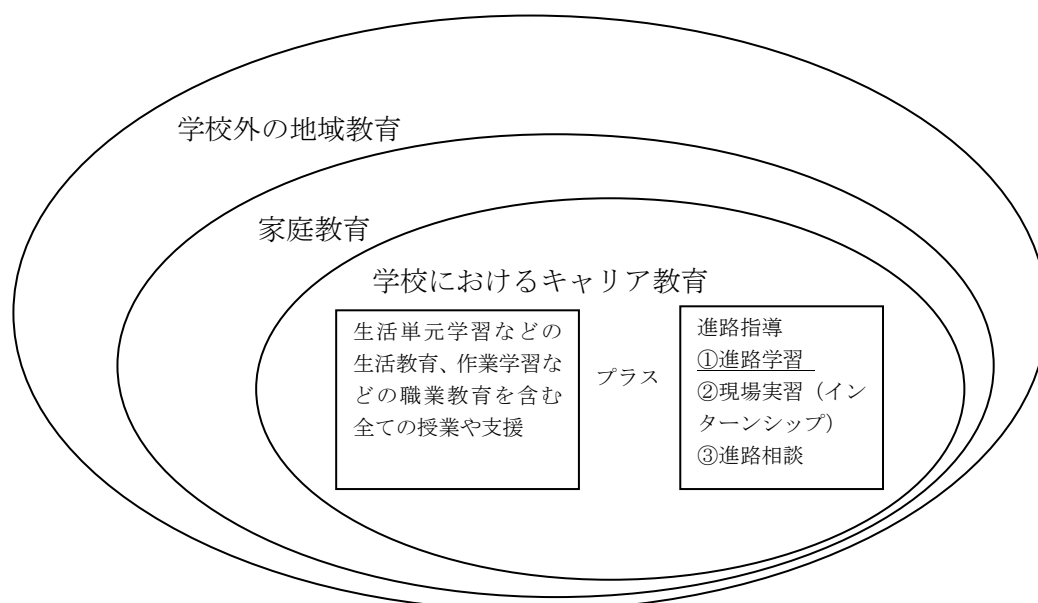 学校外の地域教育
家庭教育
学校におけるキャリア教育
生活単元学習などの
生活教育、作業学習な
どの職業教育を含む
全ての授業や支援
プラス
進路指導
①進路学習
②現場実習（イン
ターンシップ）
③進路相談